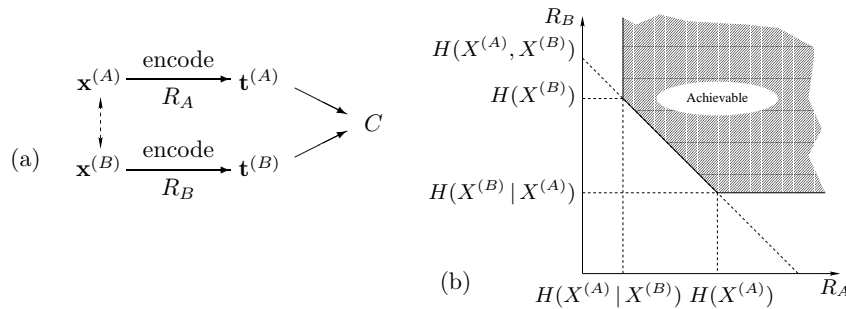 (a)
x^(A) encode R_A t^(A)
C
x^(B) encode R_B t^(B)
(b)
R_B
H(X^(A), X^(B))
H(X^(B))
Achievable
H(X^(B) | X^(A))
H(X^(A) | X^(B)) H(X^(A))
R_A